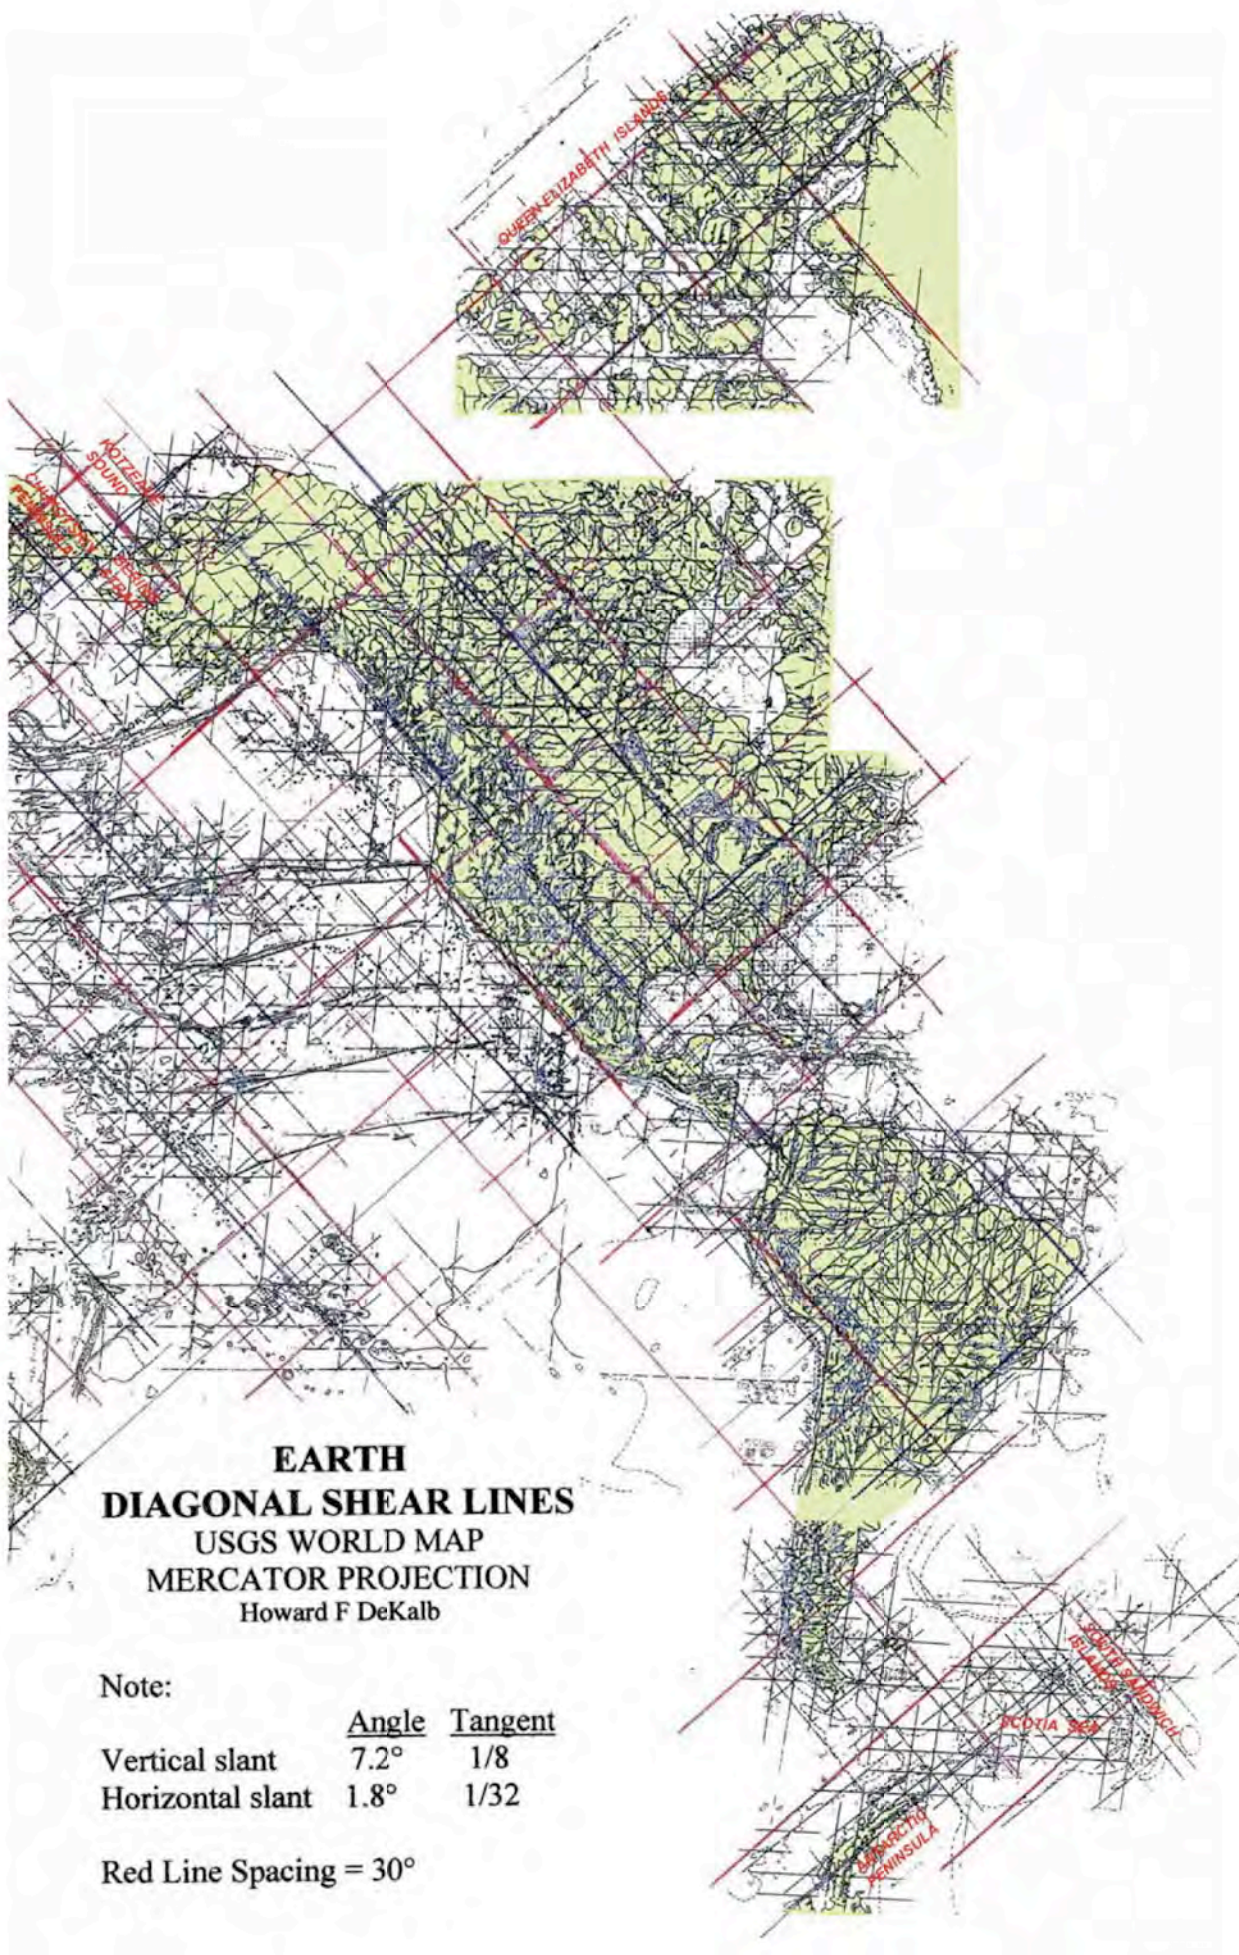 QUEEN ELIZABETH ISLANDS
KOTZEBUE
SOUND
CHUKOTSKIY
PENINSULA
BERING
STRAIT
EARTH
DIAGONAL SHEAR LINES
USGS WORLD MAP
MERCATOR PROJECTION
Howard F DeKalb
Note:
Angle Tangent
Vertical slant 7.2° 1/8
Horizontal slant 1.8° 1/32
Red Line Spacing = 30°
SOUTH SANDWICH
ISLANDS
SCOTIA SEA
ANTARCTIC
PENINSULA